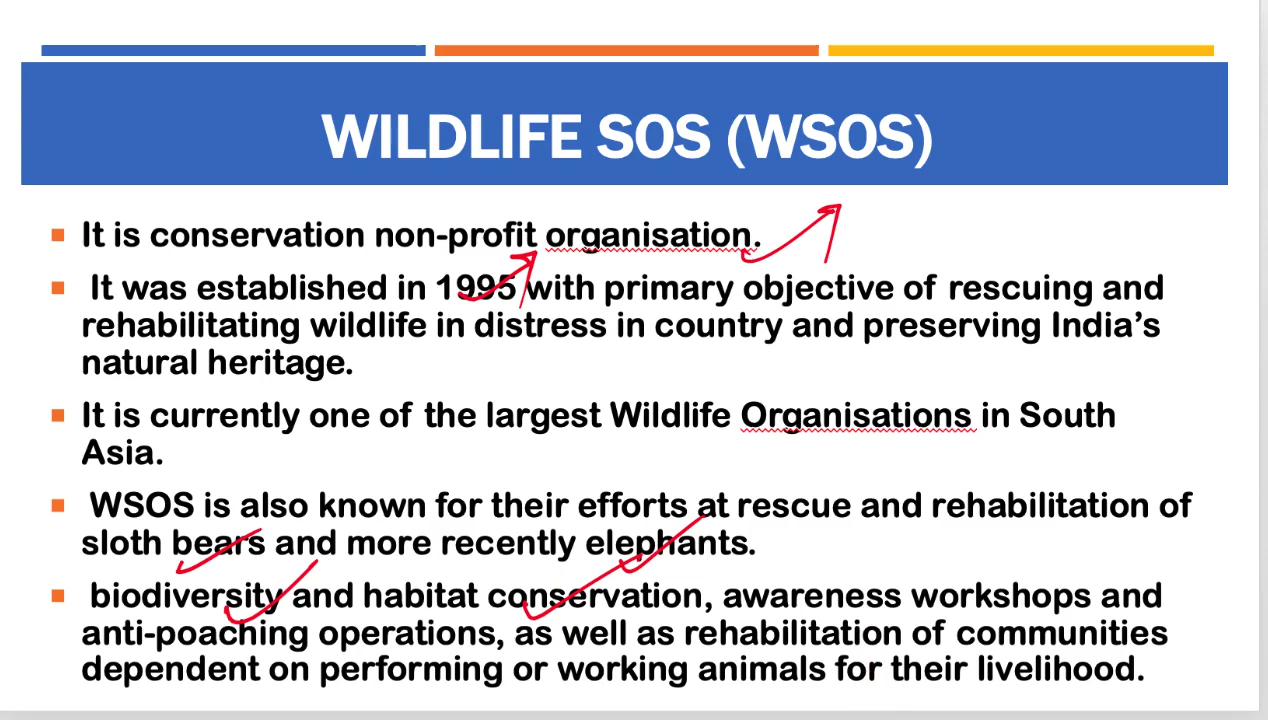 WILDLIFE SOS (WSOS)
It is conservation non-profit organisation.
It was established in 1995 with primary objective of rescuing and
rehabilitating wildlife in distress in country and preserving India’s
natural heritage.
It is currently one of the largest Wildlife Organisations in South
Asia.
WSOS is also known for their efforts at rescue and rehabilitation of
sloth bears and more recently elephants.
biodiversity and habitat conservation, awareness workshops and
anti-poaching operations, as well as rehabilitation of communities
dependent on performing or working animals for their livelihood.